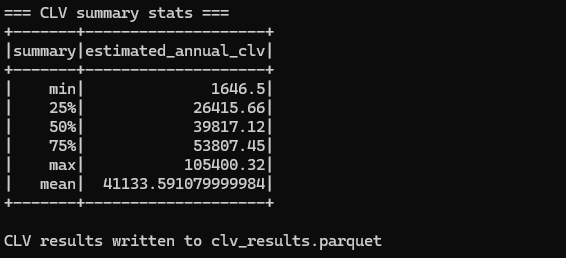 === CLV summary stats ===
+-------+--------------------+
|summary|estimated_annual_clv|
+-------+--------------------+
|    min|              1646.5|
|    25%|            26415.66|
|    50%|            39817.12|
|    75%|            53807.45|
|    max|           105400.32|
|   mean|  41133.591079999984|
+-------+--------------------+
CLV results written to clv_results.parquet